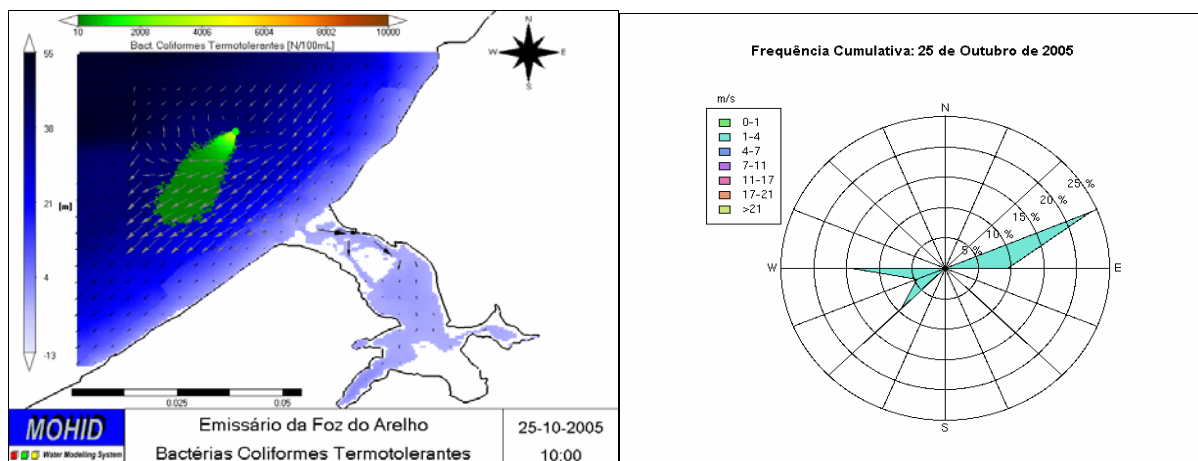 10 2008 4006 6004 8002 10000
Bact. Coliformes Termotolerantes [N/100mL]
N
W E
S
55
38
21
[m]
4
-13
0.025 0.05
MOHID
Water Modelling System
Emissário da Foz do Arelho
Bactérias Coliformes Termotolerantes
25-10-2005
10:00
Frequência Cumulativa: 25 de Outubro de 2005
m/s
0-1
1-4
4-7
7-11
11-17
17-21
>21
N
25 %
20 %
15 %
10 %
5 %
W E
S